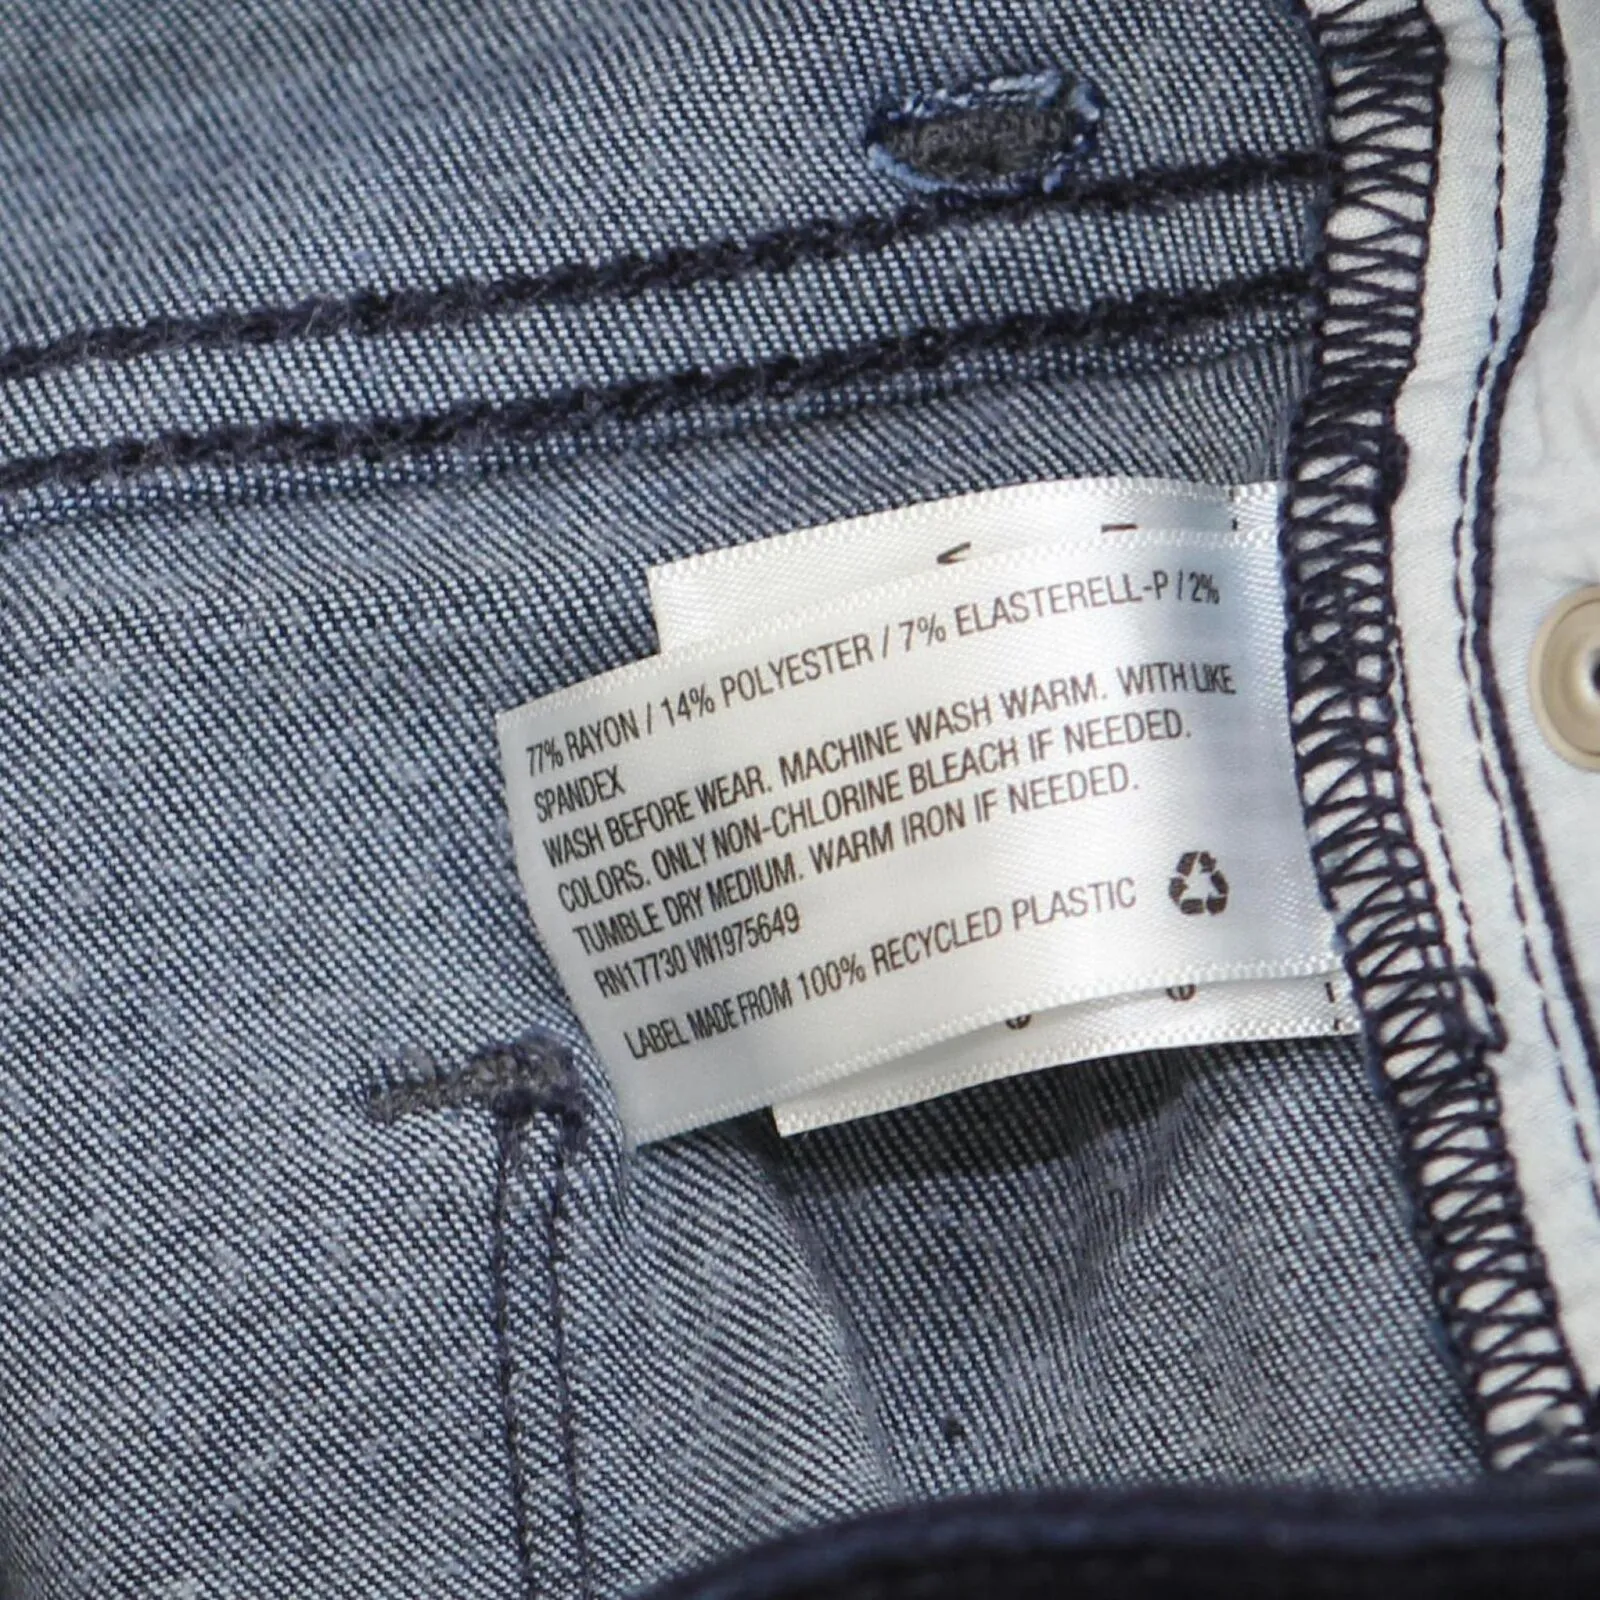 77% RAYON / 14% POLYESTER / 7% ELASTERELL-P / 2%
SPANDEX
WASH BEFORE WEAR. MACHINE WASH WARM. WITH LIKE
COLORS. ONLY NON-CHLORINE BLEACH IF NEEDED.
TUMBLE DRY MEDIUM. WARM IRON IF NEEDED.
RN17730 VN1975649
LABEL MADE FROM 100% RECYCLED PLASTIC